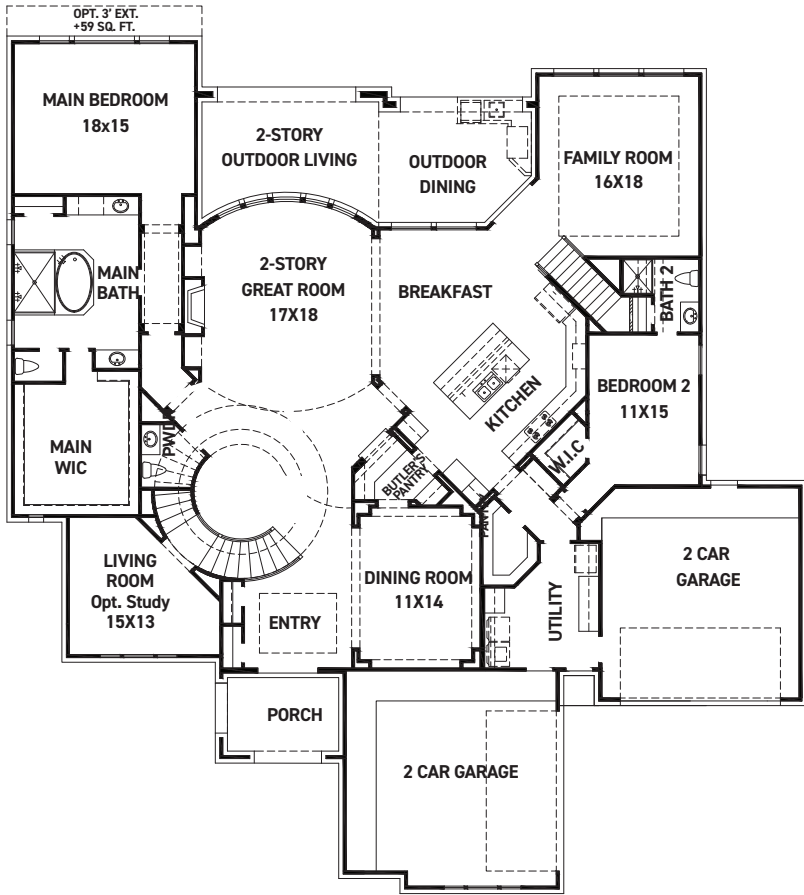 OPT. 3' EXT.
+59 SQ. FT.
MAIN BEDROOM
18x15
2-STORY
OUTDOOR LIVING
OUTDOOR
DINING
FAMILY ROOM
16X18
MAIN
BATH
2-STORY
GREAT ROOM
17X18
BREAKFAST
BATH 2
KITCHEN
BEDROOM 2
11X15
MAIN
WIC
PWD
W.I.C
BUTLER'S
PANTRY
PANT
LIVING
ROOM
Opt. Study
15X13
ENTRY
DINING ROOM
11X14
UTILITY
2 CAR
GARAGE
PORCH
2 CAR GARAGE